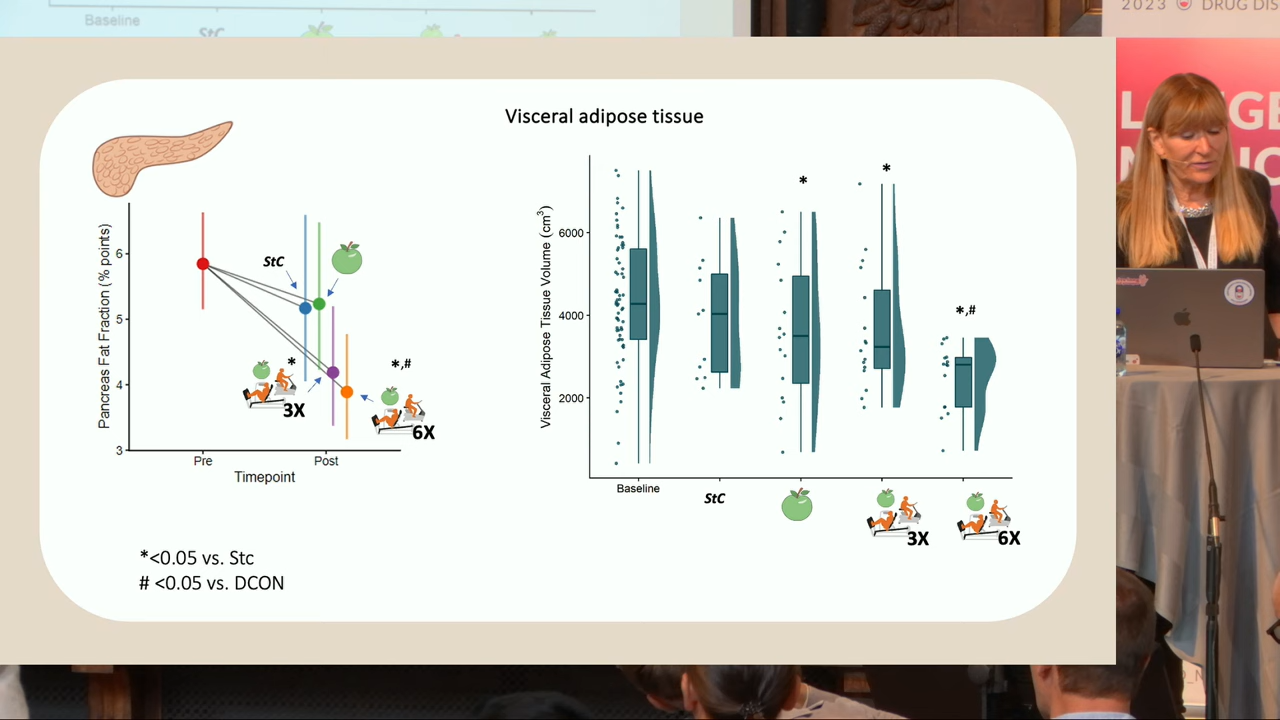 Baseline
StC
2023 DRUG DIS
Visceral adipose tissue
Pancreas Fat Fraction (% points)
6
5
4
3
StC
*
3X
*,#
6X
Pre
Post
Timepoint
Visceral Adipose Tissue Volume (cm³)
6000
4000
2000
*
*
*,#
Baseline
StC
3X
6X
*<0.05 vs. Stc
# <0.05 vs. DCON